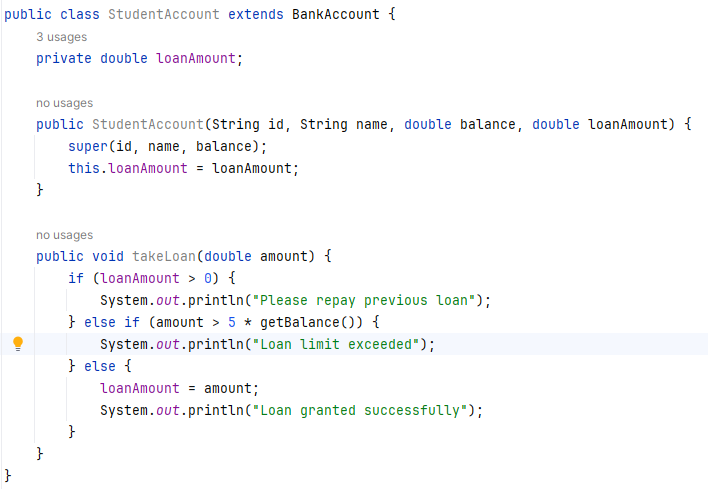 public class StudentAccount extends BankAccount {
3 usages
private double loanAmount;
no usages
public StudentAccount(String id, String name, double balance, double loanAmount) {
super(id, name, balance);
this.loanAmount = loanAmount;
}
no usages
public void takeLoan(double amount) {
if (loanAmount > 0) {
System.out.println("Please repay previous loan");
} else if (amount > 5 * getBalance()) {
System.out.println("Loan limit exceeded");
} else {
loanAmount = amount;
System.out.println("Loan granted successfully");
}
}
}